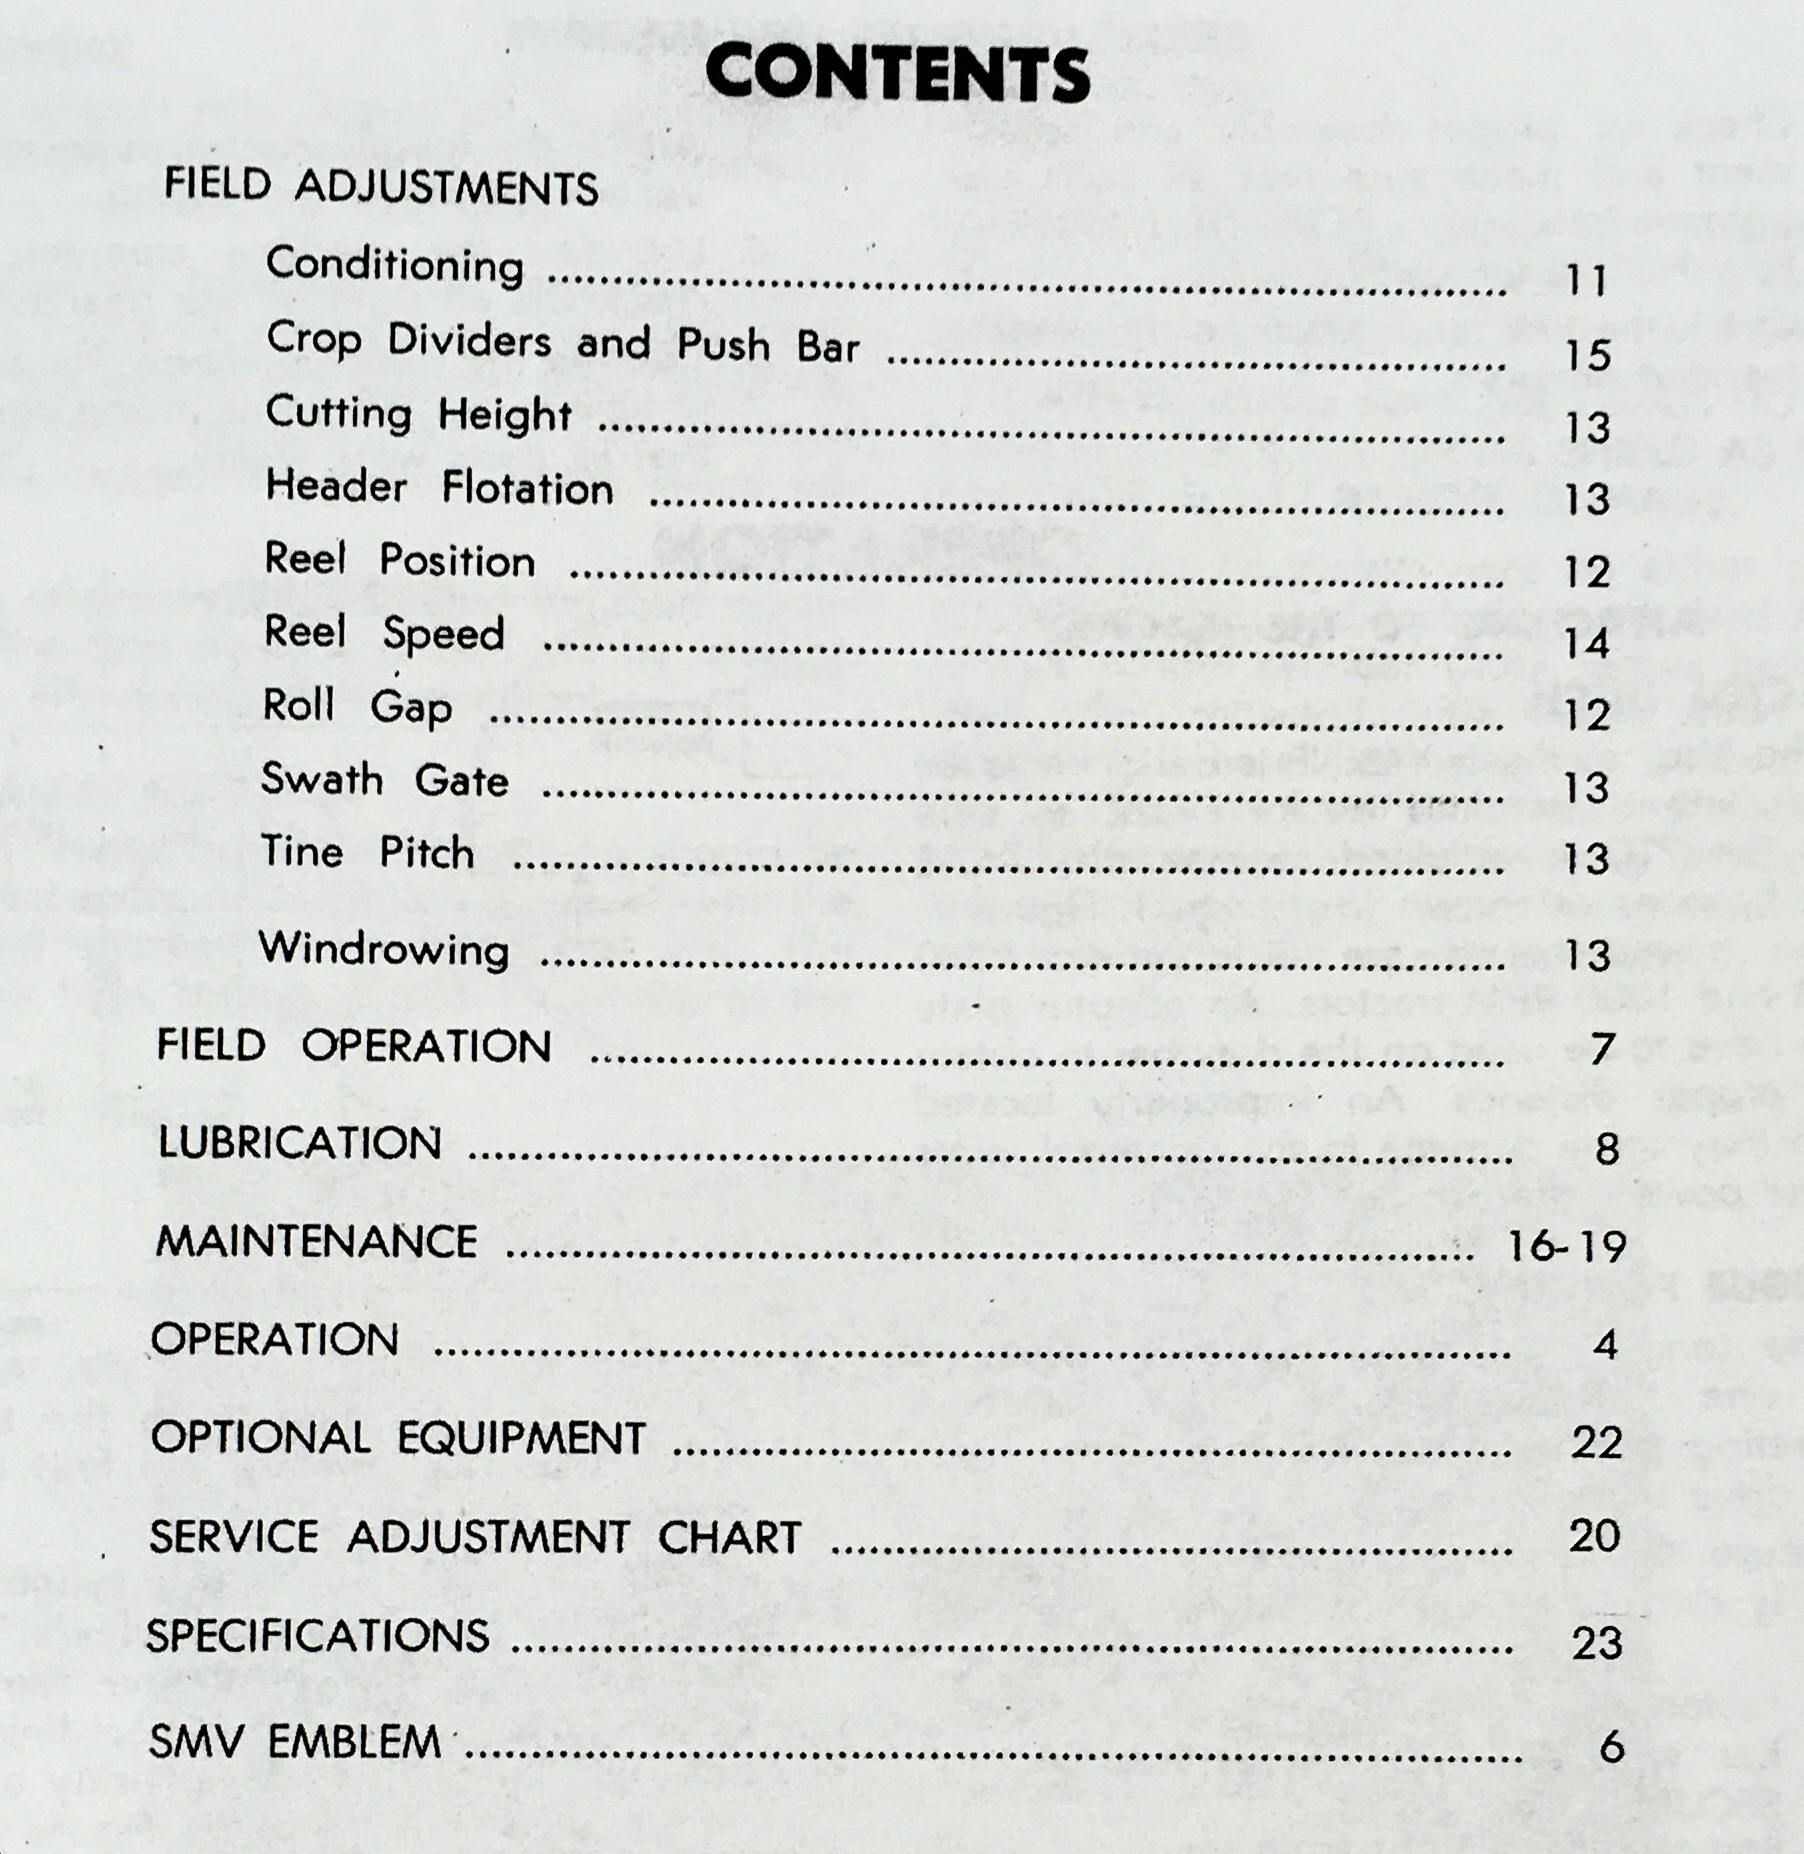 CONTENTS
FIELD ADJUSTMENTS
Conditioning ........................................ 11
Crop Dividers and Push Bar ........................................ 15
Cutting Height ........................................ 13
Header Flotation ........................................ 13
Reel Position ........................................ 12
Reel Speed ........................................ 14
Roll Gap ........................................ 12
Swath Gate ........................................ 13
Tine Pitch ........................................ 13
Windrowing ........................................ 13
FIELD OPERATION ........................................ 7
LUBRICATION ........................................ 8
MAINTENANCE ........................................ 16-19
OPERATION ........................................ 4
OPTIONAL EQUIPMENT ........................................ 22
SERVICE ADJUSTMENT CHART ........................................ 20
SPECIFICATIONS ........................................ 23
SMV EMBLEM ........................................ 6